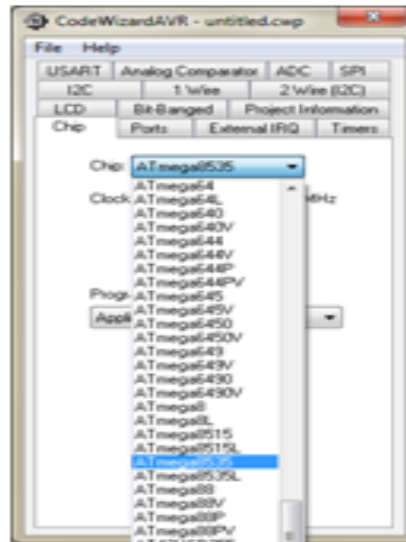 CodeWizardAVR - untitled.cwp
File Help
USART Analog Comparator ADC SPI
I2C 1 Wire 2 Wire (I2C)
LCD Bit-Banged Project Information
Chip Ports External IRQ Timers
Chip: ATmega8535
Clock MHz
ATmega64
ATmega64L
ATmega640
ATmega640V
ATmega644
ATmega644V
ATmega644P
ATmega644PV
ATmega645
ATmega645V
ATmega6450
ATmega6450V
ATmega649
ATmega649V
ATmega6490
ATmega6490V
ATmega8
ATmega8L
ATmega8515
ATmega8515L
ATmega8535
ATmega8535L
ATmega88
ATmega88V
ATmega88P
ATmega88PV